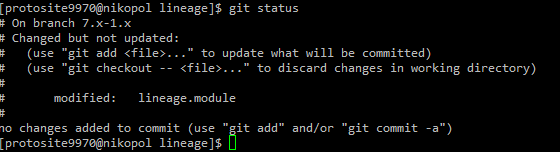 [protosite9970@nikopol lineage]$ git status
# On branch 7.x-1.x
# Changed but not updated:
#   (use "git add <file>..." to update what will be committed)
#   (use "git checkout -- <file>..." to discard changes in working directory)
#
#       modified:   lineage.module
#
no changes added to commit (use "git add" and/or "git commit -a")
[protosite9970@nikopol lineage]$